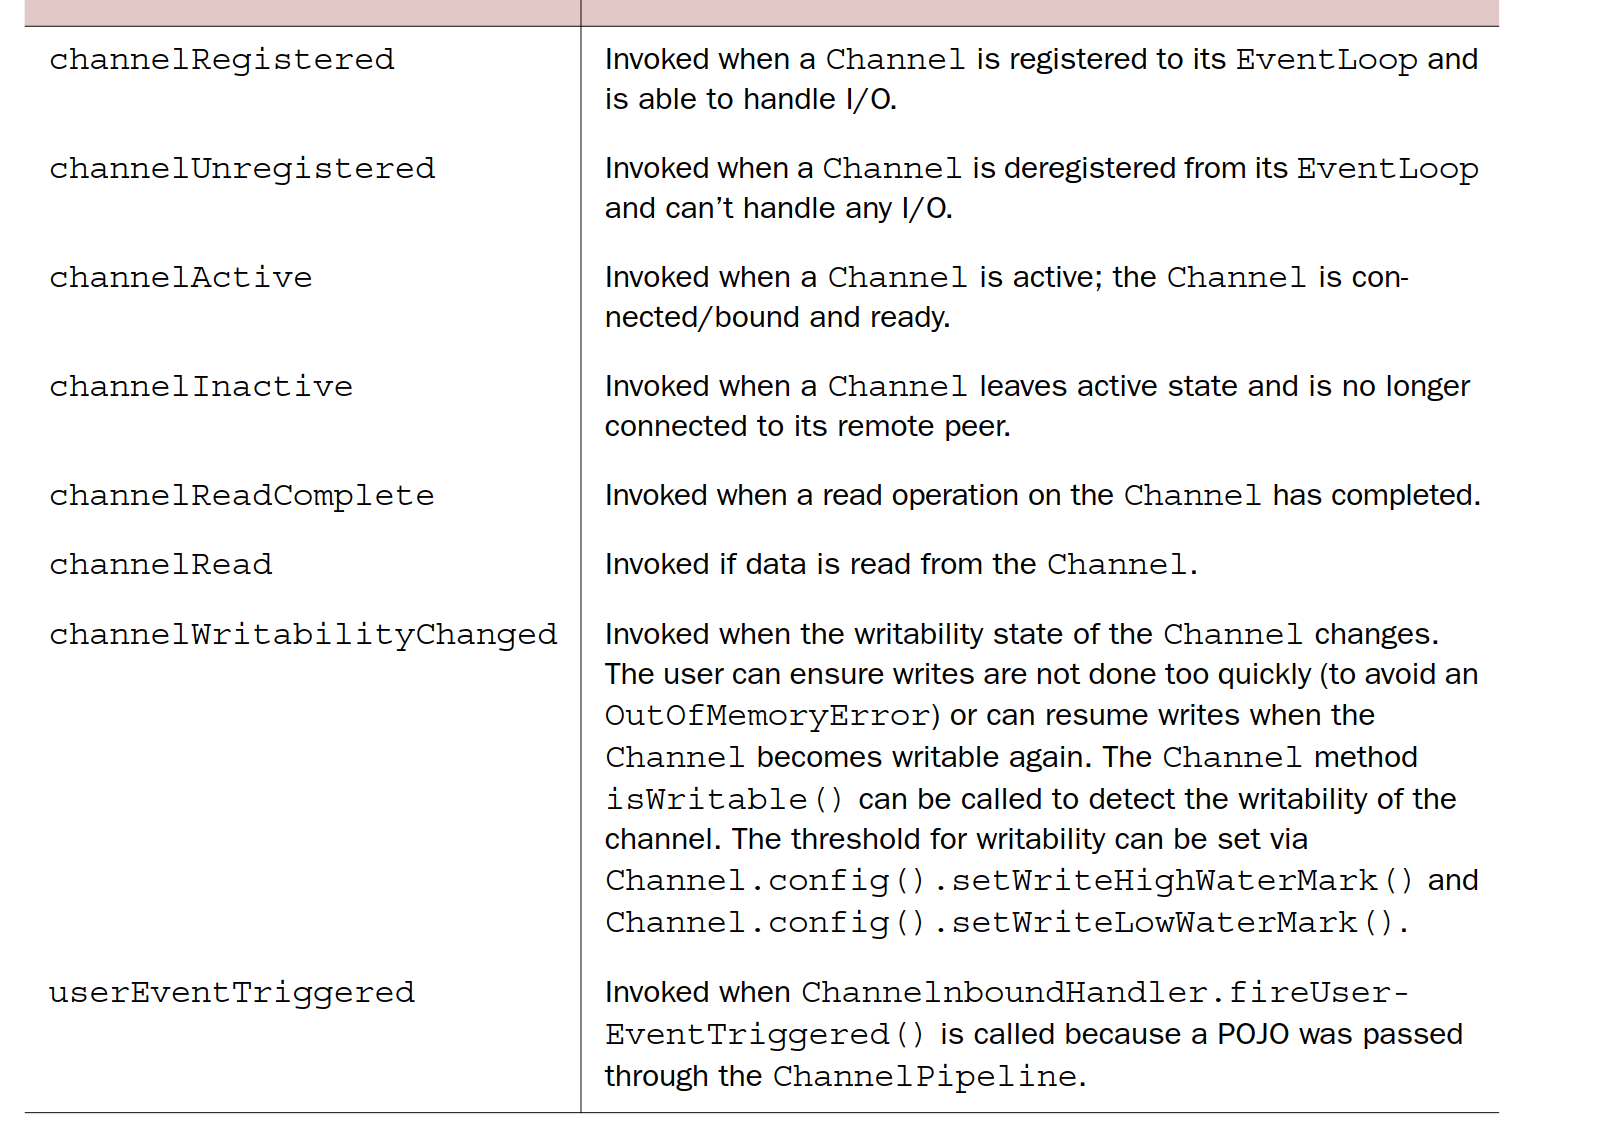 channelRegistered Invoked when a Channel is registered to its EventLoop and
is able to handle I/O.
channelUnregistered Invoked when a Channel is deregistered from its EventLoop
and can’t handle any I/O.
channelActive Invoked when a Channel is active; the Channel is con-
nected/bound and ready.
channelInactive Invoked when a Channel leaves active state and is no longer
connected to its remote peer.
channelReadComplete Invoked when a read operation on the Channel has completed.
channelRead Invoked if data is read from the Channel.
channelWritabilityChanged Invoked when the writability state of the Channel changes.
The user can ensure writes are not done too quickly (to avoid an
OutOfMemoryError) or can resume writes when the
Channel becomes writable again. The Channel method
isWritable() can be called to detect the writability of the
channel. The threshold for writability can be set via
Channel.config().setWriteHighWaterMark() and
Channel.config().setWriteLowWaterMark().
userEventTriggered Invoked when ChannelnboundHandler.fireUser-
EventTriggered() is called because a POJO was passed
through the ChannelPipeline.